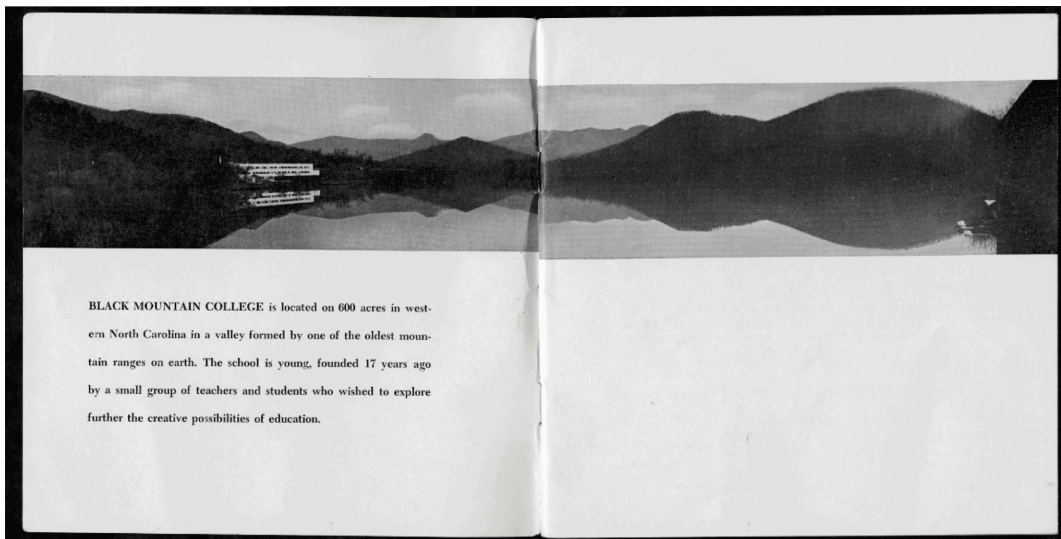 BLACK MOUNTAIN COLLEGE is located on 600 acres in west-
ern North Carolina in a valley formed by one of the oldest moun-
tain ranges on earth. The school is young, founded 17 years ago
by a small group of teachers and students who wished to explore
further the creative possibilities of education.